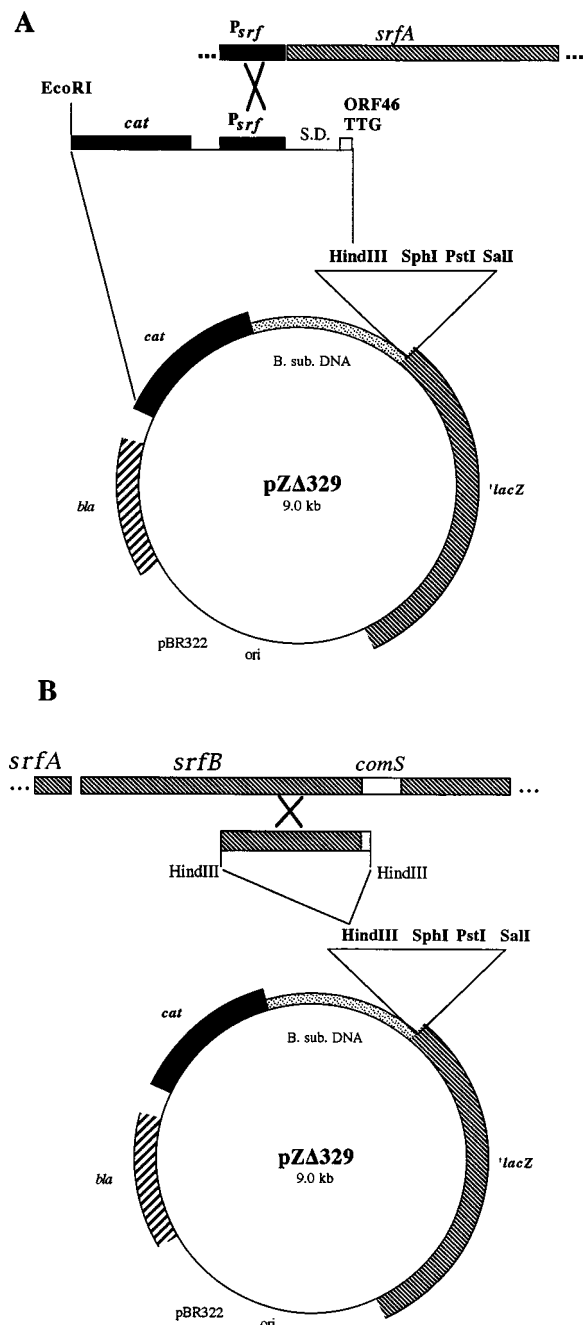 A
Psrf srfA
... ...
EcoRI
cat Psrf S.D. ORF46
TTG
HindIII SphI PstI SalI
cat
B. sub. DNA
pZΔ329
9.0 kb
'lacZ
bla
pBR322 ori
B
srfA srfB comS
... ...
HindIII HindIII
HindIII SphI PstI SalI
cat
B. sub. DNA
pZΔ329
9.0 kb
'lacZ
bla
pBR322 ori